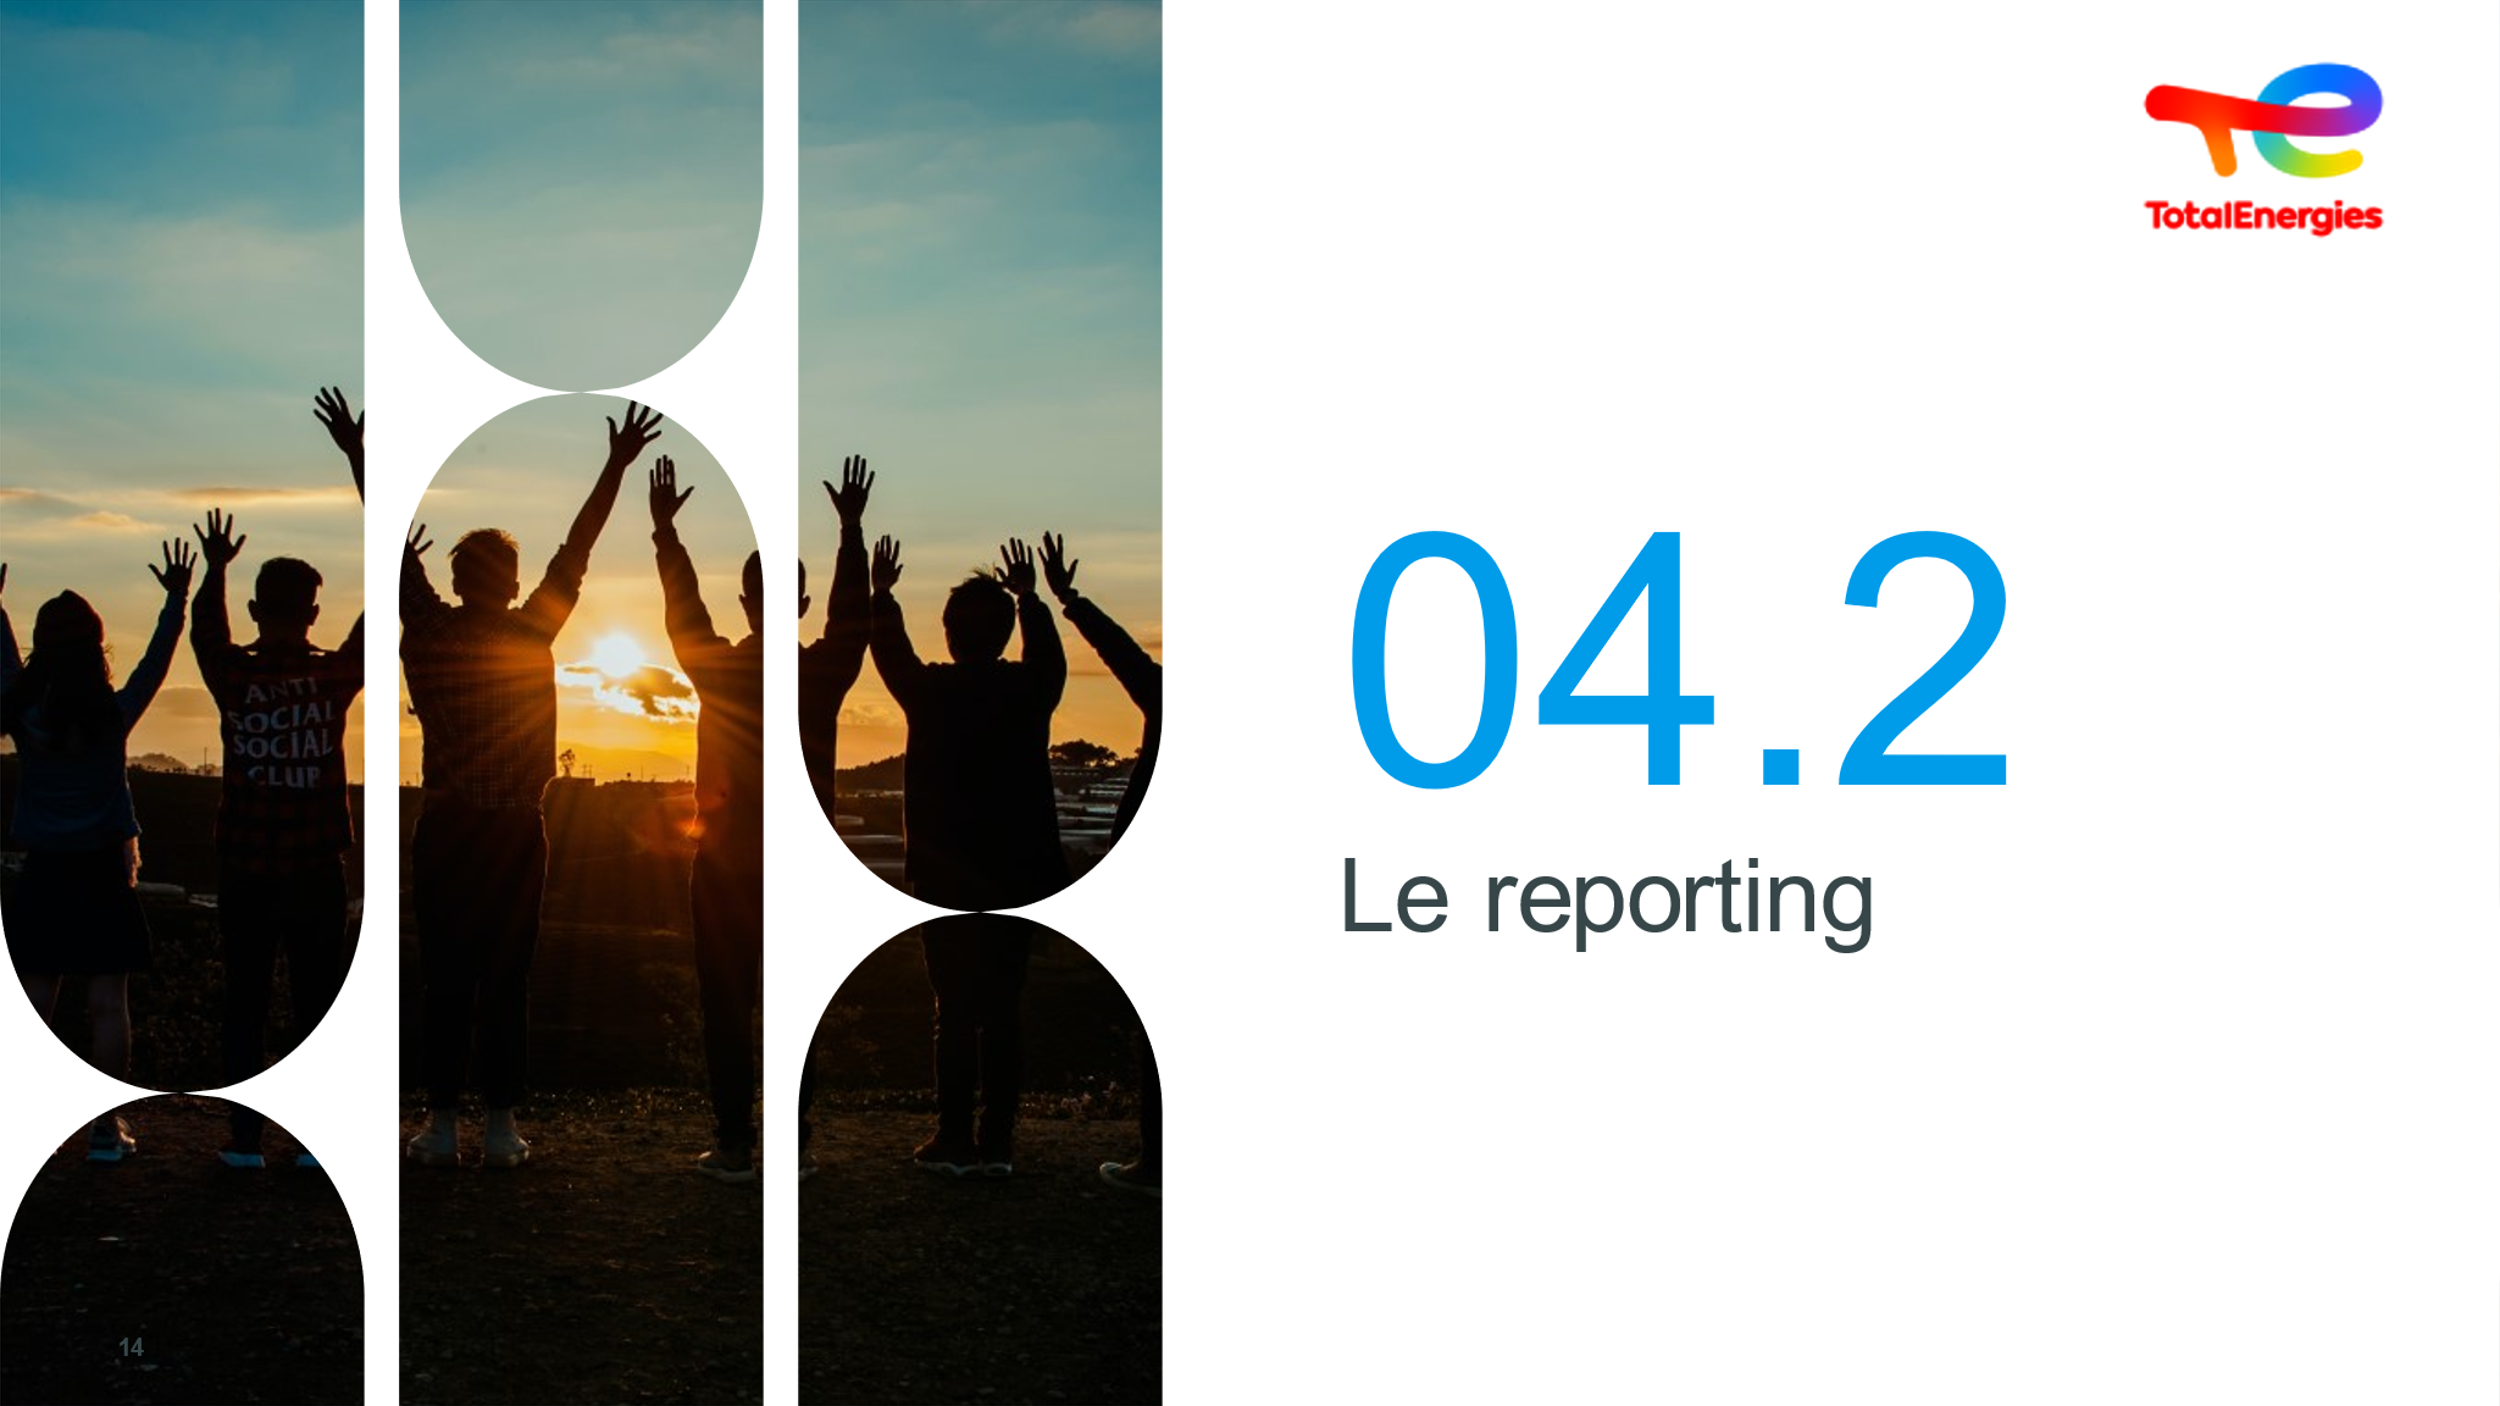 TotalEnergies
04.2
Le reporting
ANTI
SOCIAL
SOCIAL
CLUB
14